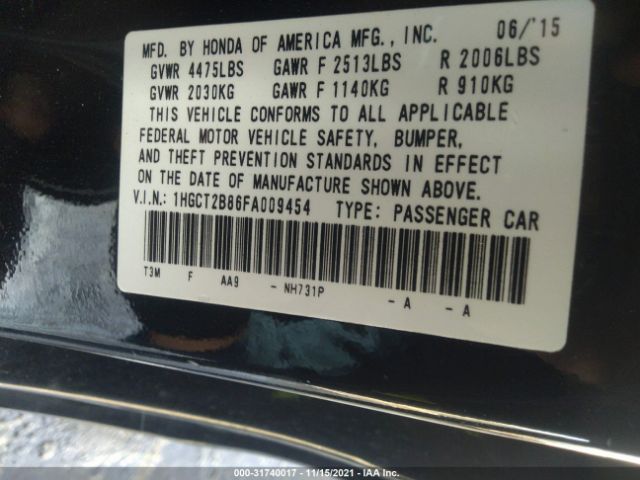 MFD. BY HONDA OF AMERICA MFG., INC. 06/'15
GVWR 4475LBS GAWR F 2513LBS R 2006LBS
GVWR 2030KG GAWR F 1140KG R 910KG
THIS VEHICLE CONFORMS TO ALL APPLICABLE
FEDERAL MOTOR VEHICLE SAFETY, BUMPER,
AND THEFT PREVENTION STANDARDS IN EFFECT
ON THE DATE OF MANUFACTURE SHOWN ABOVE.
V.I.N.: 1HGCT2B86FA009454 TYPE: PASSENGER CAR
T3M F AA9 - NH731P - A - A
000-31740017 - 11/15/2021 - IAA Inc.